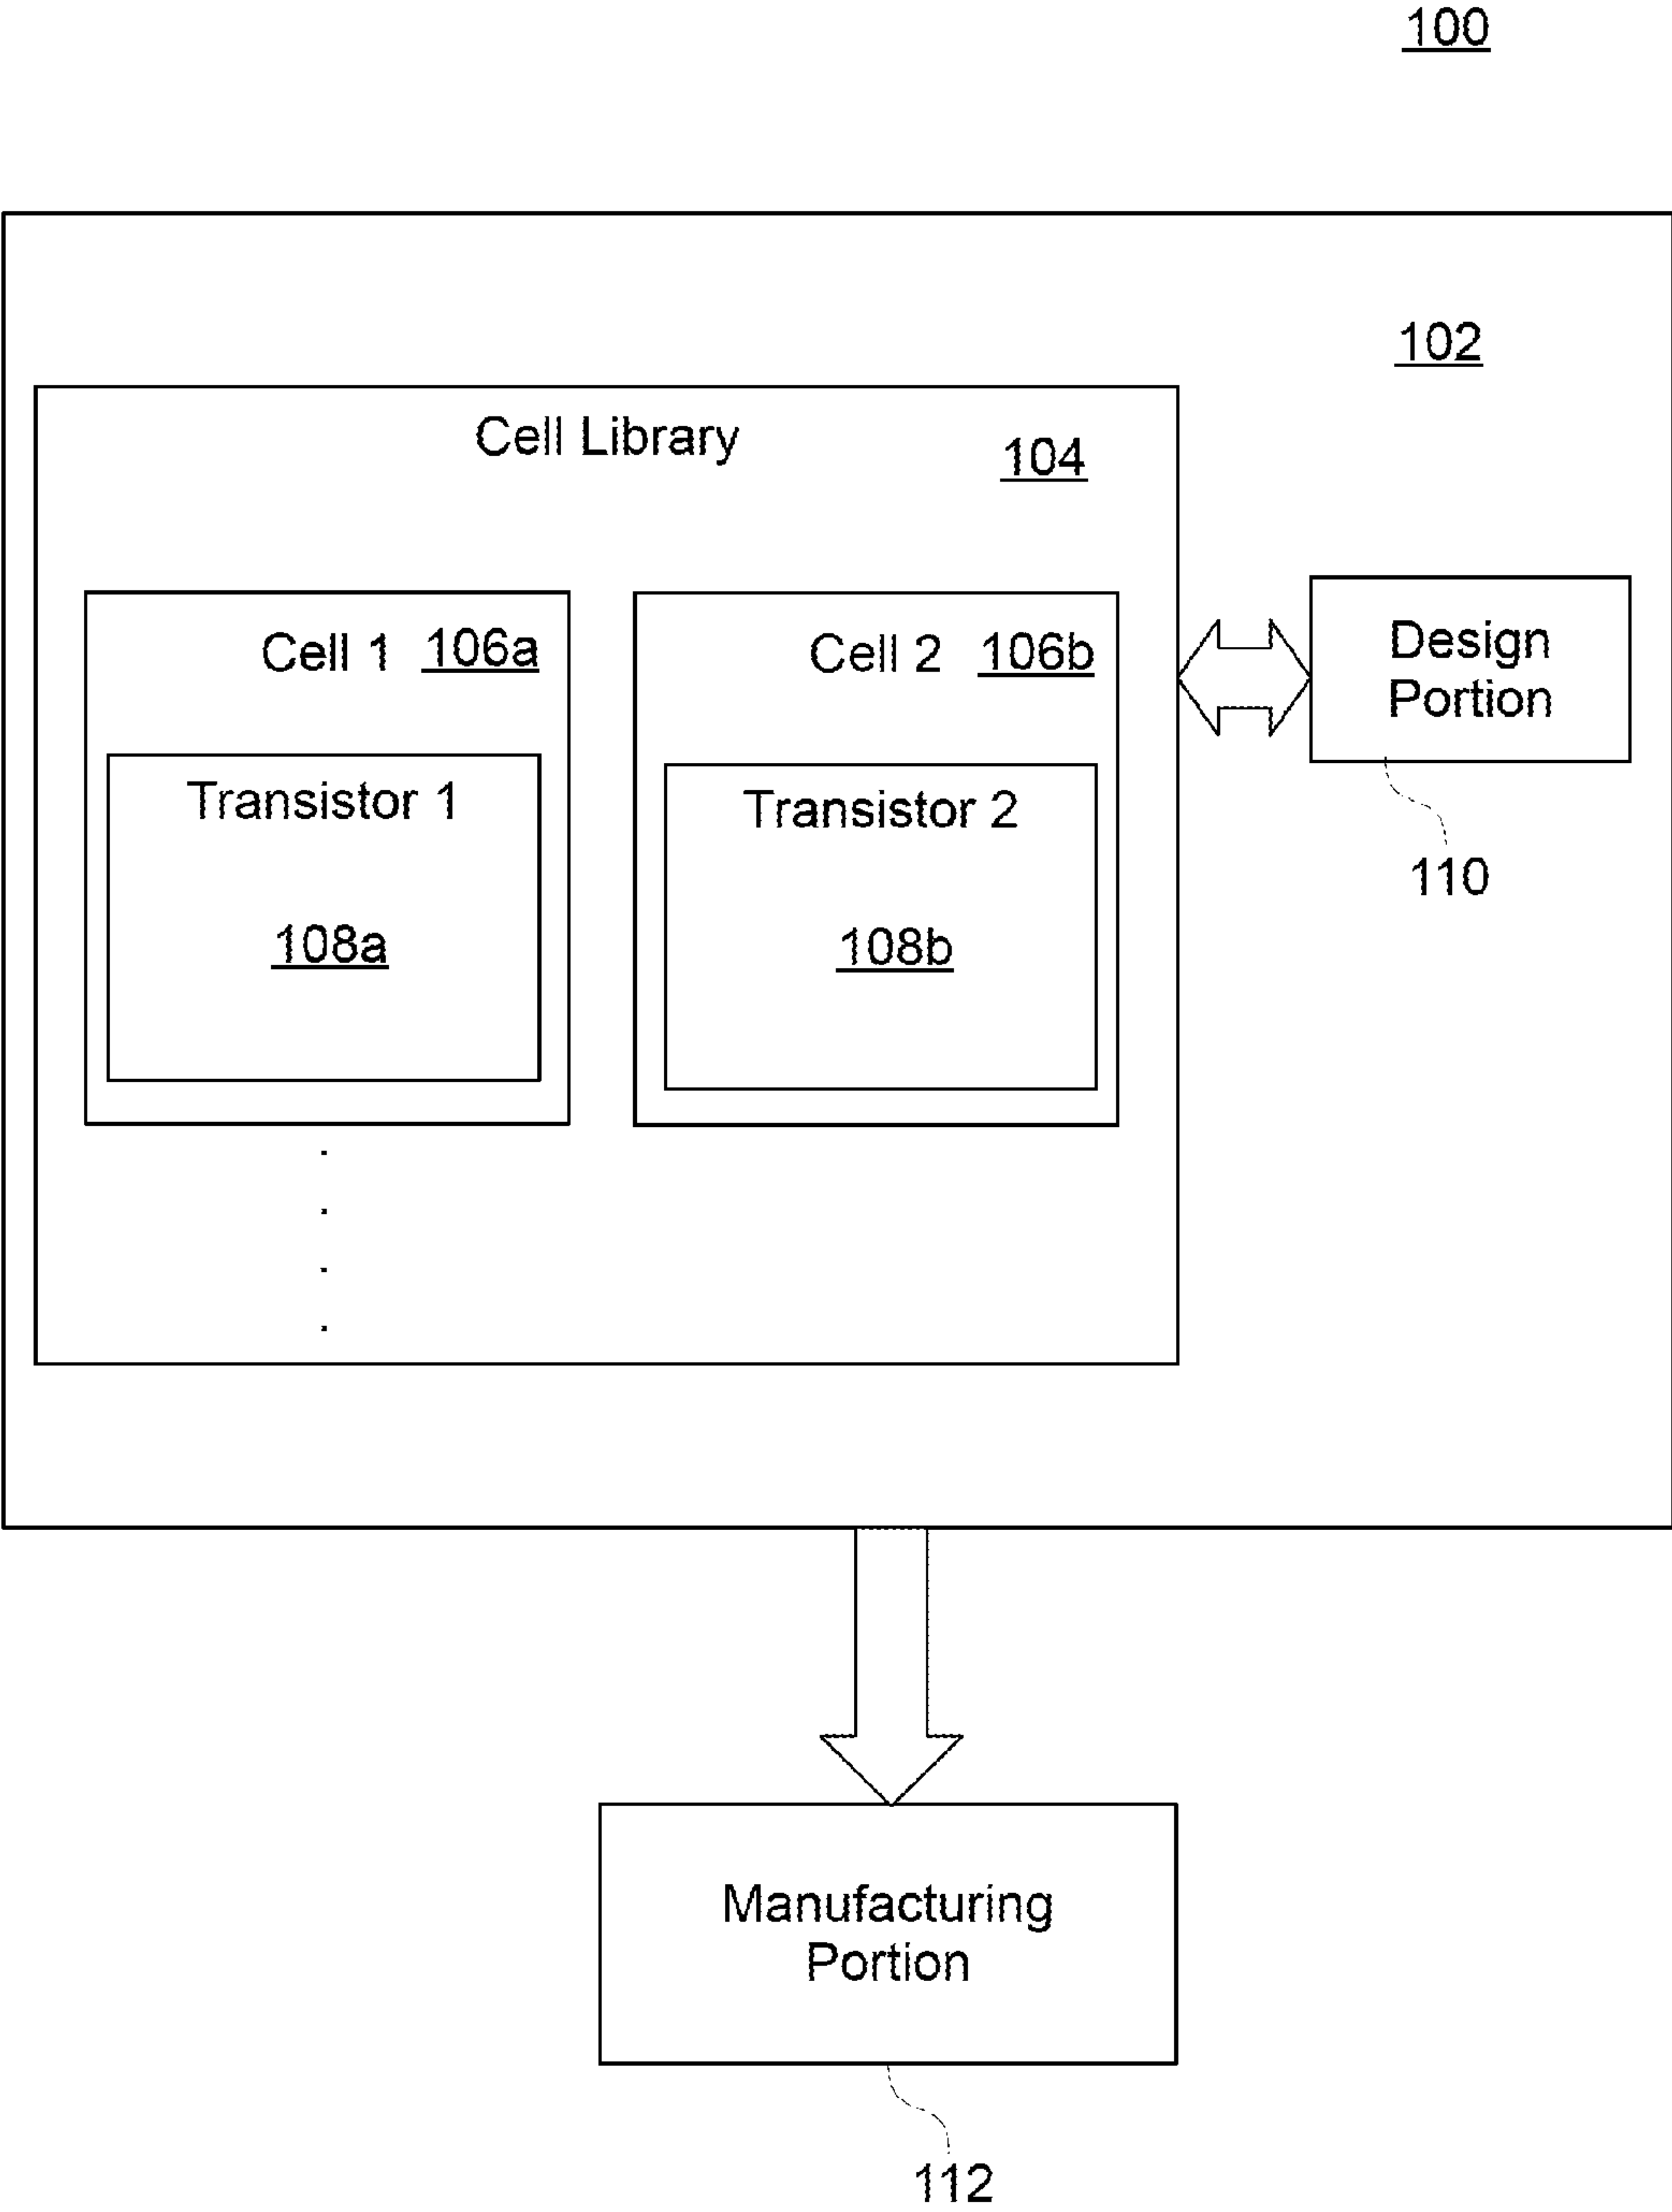 100
102
Cell Library
104
Cell 1 106a
Cell 2 106b
Design
Portion
Transistor 1
Transistor 2
110
108a
108b
Manufacturing
Portion
112